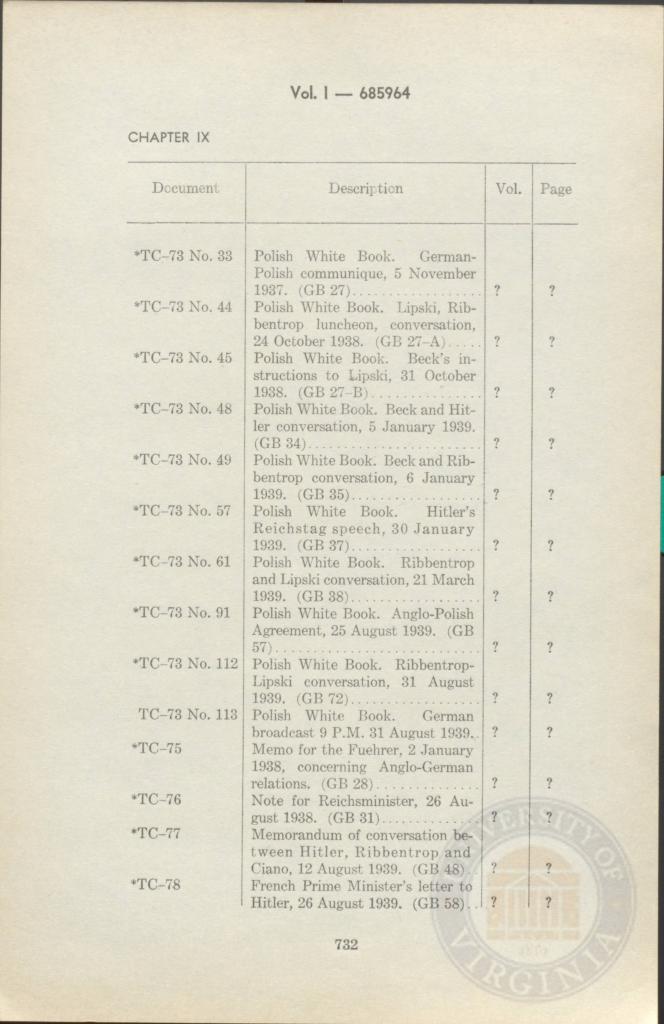 Vol. I — 685964
CHAPTER IX
Document Description Vol. Page
*TC-73 No. 33 Polish White Book. German-
Polish communique, 5 November
1937. (GB 27).................. ? ?
*TC-73 No. 44 Polish White Book. Lipski, Rib-
bentrop luncheon, conversation,
24 October 1938. (GB 27-A)..... ? ?
*TC-73 No. 45 Polish White Book. Beck's in-
structions to Lipski, 31 October
1938. (GB 27-B)............... ? ?
*TC-73 No. 48 Polish White Book. Beck and Hit-
ler conversation, 5 January 1939.
(GB 34)........................ ? ?
*TC-73 No. 49 Polish White Book. Beck and Rib-
bentrop conversation, 6 January
1939. (GB 35).................. ? ?
*TC-73 No. 57 Polish White Book. Hitler's
Reichstag speech, 30 January
1939. (GB 37).................. ? ?
*TC-73 No. 61 Polish White Book. Ribbentrop
and Lipski conversation, 21 March
1939. (GB 38).................. ? ?
*TC-73 No. 91 Polish White Book. Anglo-Polish
Agreement, 25 August 1939. (GB
57)............................. ? ?
*TC-73 No. 112 Polish White Book. Ribbentrop-
Lipski conversation, 31 August
1939. (GB 72).................. ? ?
TC-73 No. 113 Polish White Book. German
broadcast 9 P.M. 31 August 1939.. ? ?
*TC-75 Memo for the Fuehrer, 2 January
1938, concerning Anglo-German
relations. (GB 28).............. ? ?
*TC-76 Note for Reichsminister, 26 Au-
gust 1938. (GB 31)............. ? ?
*TC-77 Memorandum of conversation be-
tween Hitler, Ribbentrop and
Ciano, 12 August 1939. (GB 48).. ? ?
*TC-78 French Prime Minister's letter to
Hitler, 26 August 1939. (GB 58).. ? ?
732
UNIVERSITY OF
VIRGINIA